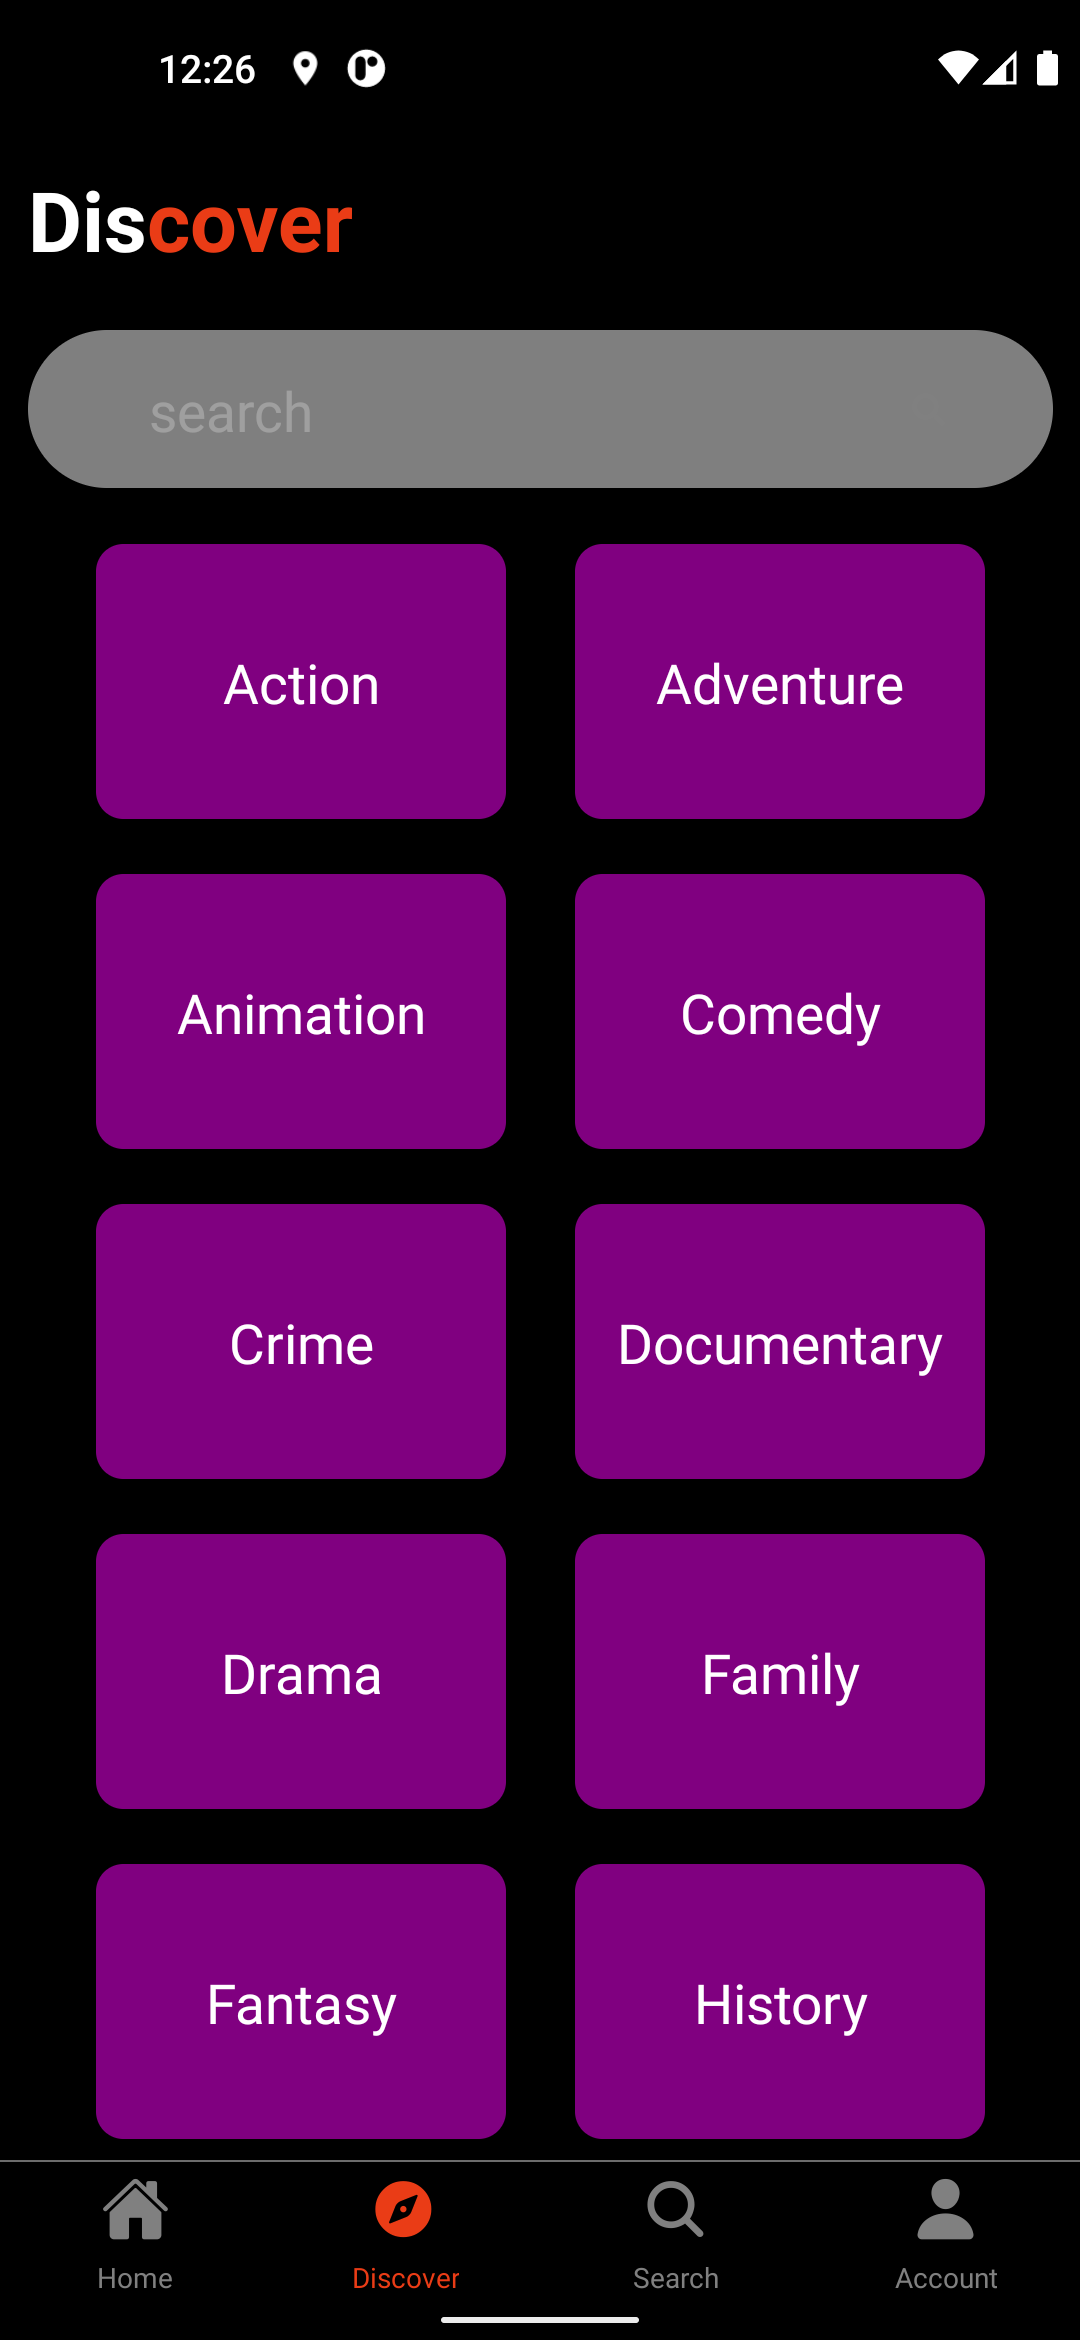 12:26
Discover
search
Action
Adventure
Animation
Comedy
Crime
Documentary
Drama
Family
Fantasy
History
Home
Discover
Search
Account